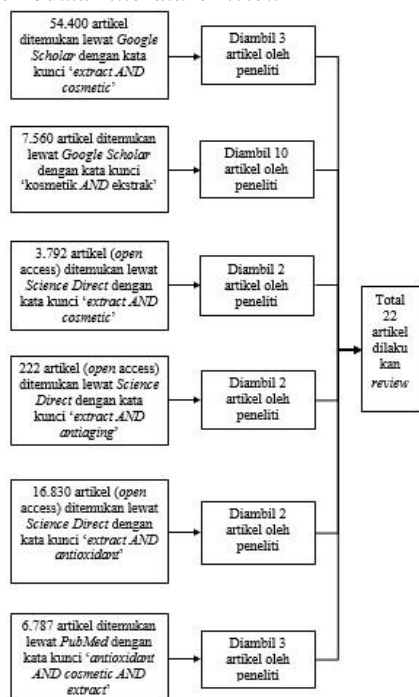 54.400 artikel
ditemukan lewat Google
Scholar dengan kata
kunci ‘extract AND
cosmetic’
Diambil 3
artikel oleh
peneliti
7.560 artikel ditemukan
lewat Google Scholar
dengan kata kunci
‘kosmetik AND ekstrak’
Diambil 10
artikel oleh
peneliti
3.792 artikel (open
access) ditemukan lewat
Science Direct dengan
kata kunci ‘extract AND
cosmetic’
Diambil 2
artikel oleh
peneliti
222 artikel (open access)
ditemukan lewat Science
Direct dengan kata
kunci ‘extract AND
antiaging’
Diambil 2
artikel oleh
peneliti
16.830 artikel (open
access) ditemukan lewat
Science Direct dengan
kata kunci ‘extract AND
antioxidant’
Diambil 2
artikel oleh
peneliti
6.787 artikel ditemukan
lewat PubMed dengan
kata kunci ‘antioxidant
AND cosmetic AND
extract’
Diambil 3
artikel oleh
peneliti
Total
22
artikel
dilaku
kan
review